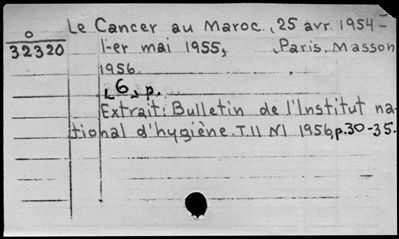 Le Cancer au Maroc, 25 avr. 1954-
o
32320
1-er mai 1955, Paris, Masson
1956.
[6] p.
Extrait: Bulletin de l'Institut na-
tional d'hygiène. T.11 N1 1956, p.30-35.